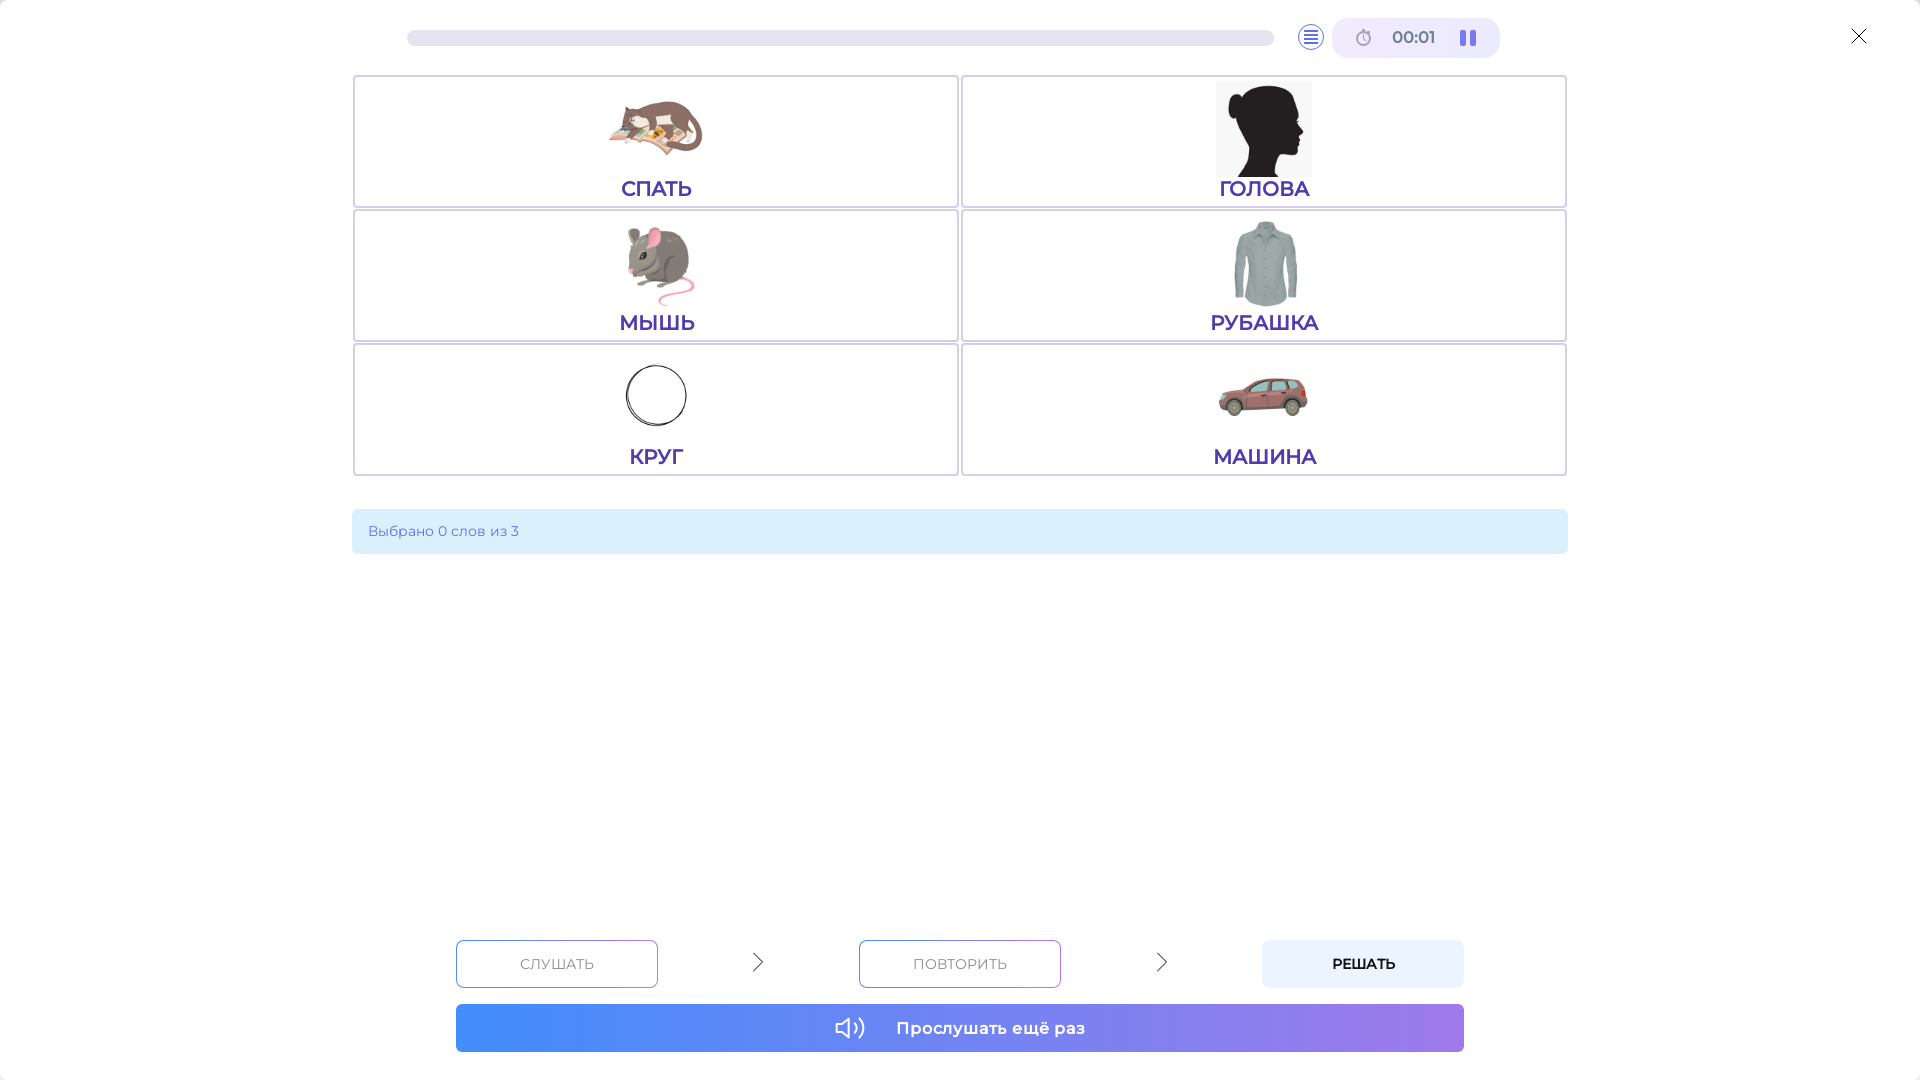 00:01
СПАТЬ
ГОЛОВА
МЫШЬ
РУБАШКА
КРУГ
МАШИНА
Выбрано 0 слов из 3
СЛУШАТЬ
ПОВТОРИТЬ
РЕШАТЬ
Прослушать ещё раз